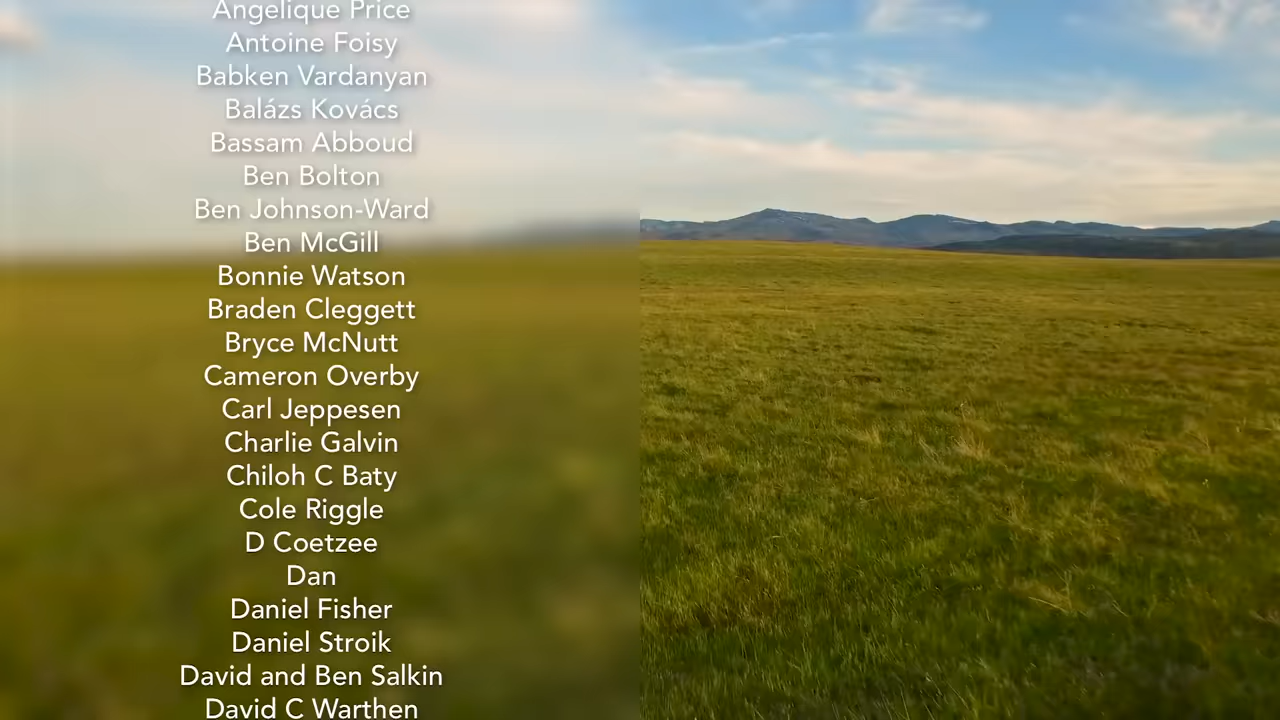 Angelique Price
Antoine Foisy
Babken Vardanyan
Balázs Kovács
Bassam Abboud
Ben Bolton
Ben Johnson-Ward
Ben McGill
Bonnie Watson
Braden Cleggett
Bryce McNutt
Cameron Overby
Carl Jeppesen
Charlie Galvin
Chiloh C Baty
Cole Riggle
D Coetzee
Dan
Daniel Fisher
Daniel Stroik
David and Ben Salkin
David C Warthen